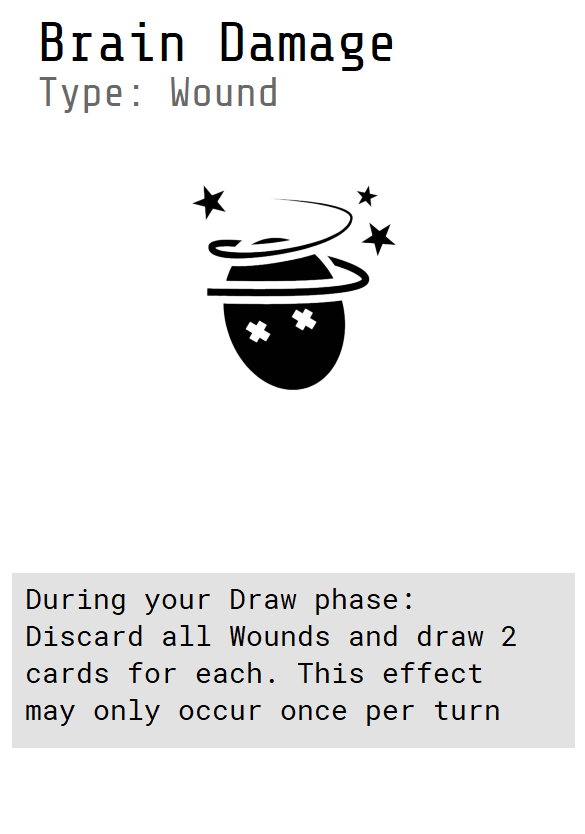 Brain Damage
Type: Wound
During your Draw phase:
Discard all Wounds and draw 2
cards for each. This effect
may only occur once per turn